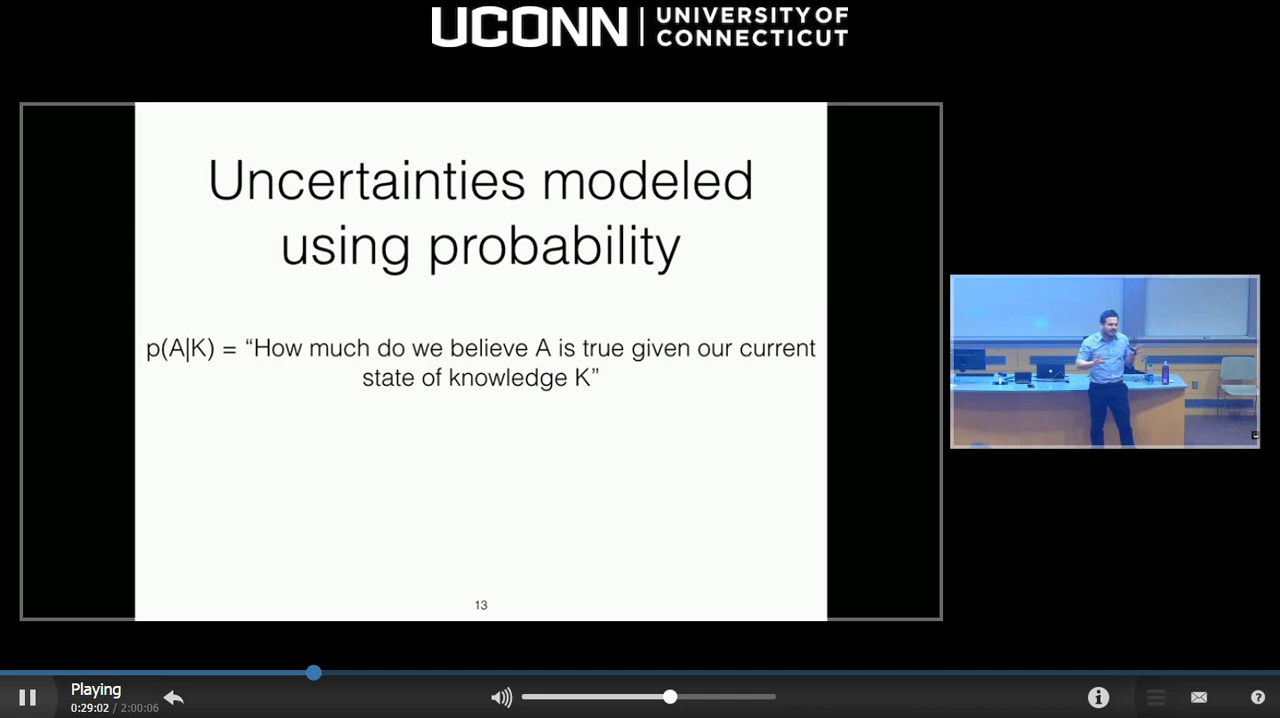 UCONN | UNIVERSITY OF CONNECTICUT
Uncertainties modeled
using probability
p(A|K) = “How much do we believe A is true given our current
state of knowledge K”
13
Playing
0:29:02 / 2:00:06